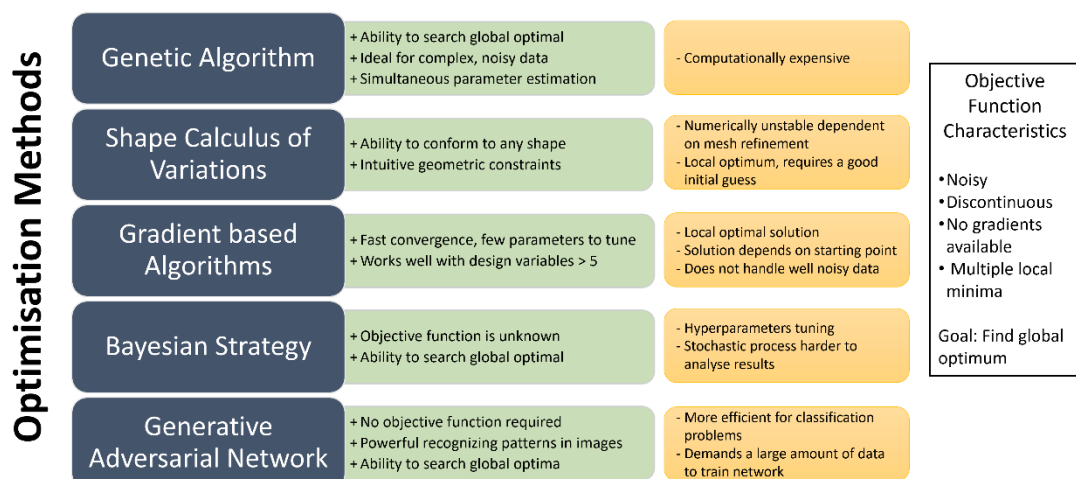 Optimisation Methods
Genetic Algorithm
+ Ability to search global optimal
+ Ideal for complex, noisy data
+ Simultaneous parameter estimation
- Computationally expensive
Shape Calculus of
Variations
+ Ability to conform to any shape
+ Intuitive geometric constraints
- Numerically unstable dependent
on mesh refinement
- Local optimum, requires a good
initial guess
Gradient based
Algorithms
+ Fast convergence, few parameters to tune
+ Works well with design variables > 5
- Local optimal solution
- Solution depends on starting point
- Does not handle well noisy data
Bayesian Strategy
+ Objective function is unknown
+ Ability to search global optimal
- Hyperparameters tuning
- Stochastic process harder to
analyse results
Generative
Adversarial Network
+ No objective function required
+ Powerful recognizing patterns in images
+ Ability to search global optima
- More efficient for classification
problems
- Demands a large amount of data
to train network
Objective
Function
Characteristics
• Noisy
• Discontinuous
• No gradients
available
• Multiple local
minima
Goal: Find global
optimum